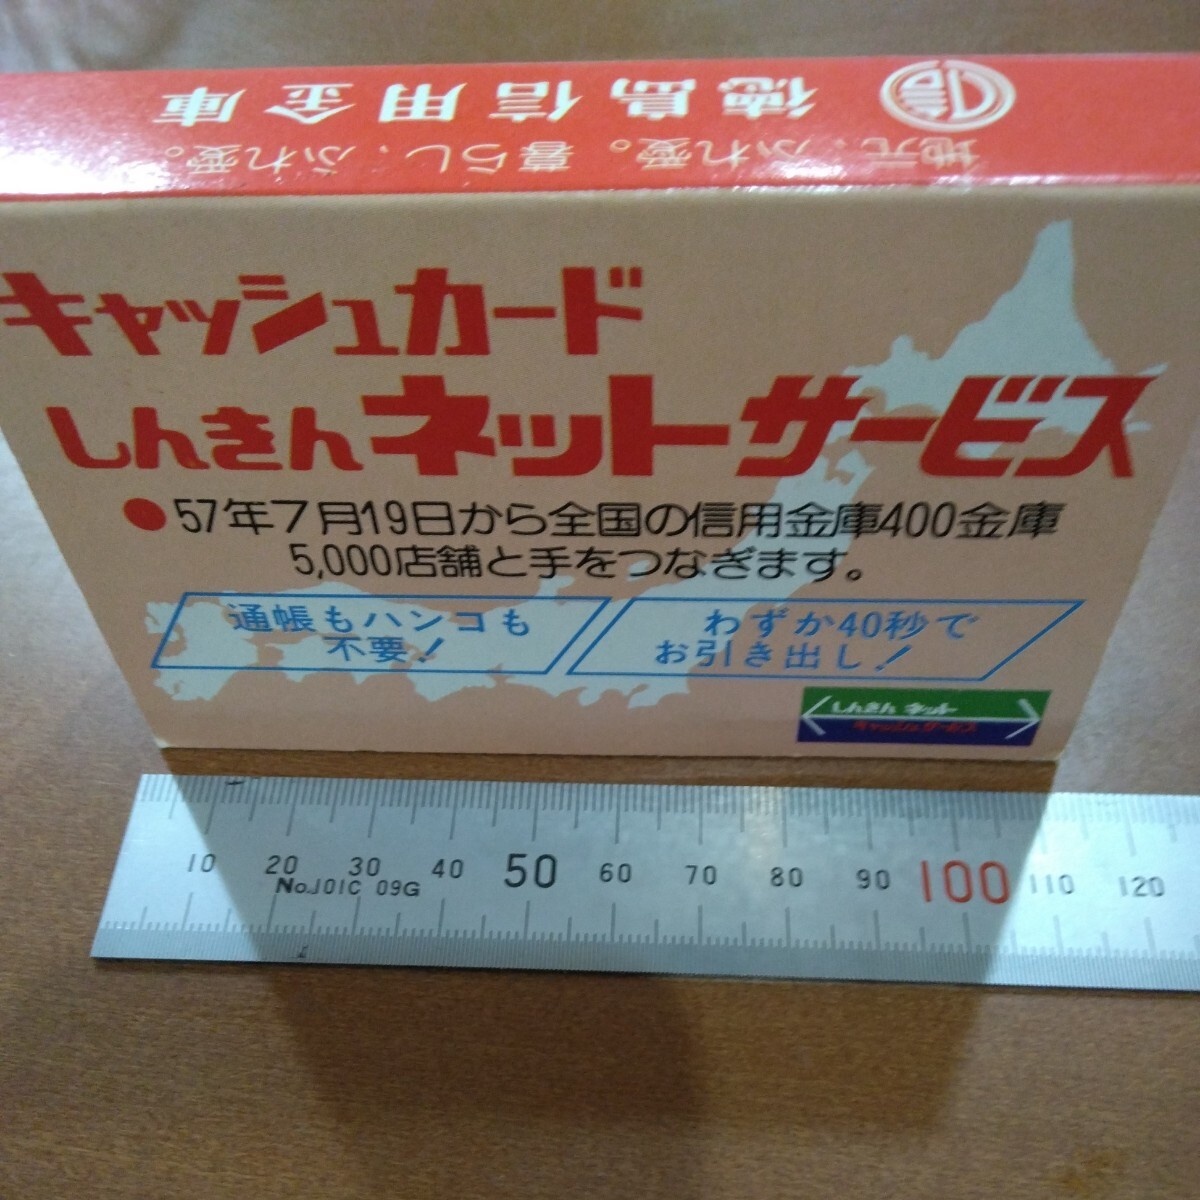 徳島信用金庫
地元、ふれ愛。暮らし、ふれ愛。
キャッシュカード
しんきんネットサービス
●57年7月19日から全国の信用金庫400金庫
5,000店舗と手をつなぎます。
通帳もハンコも
不要!
わずか40秒で
お引き出し!
しんきん ネット
キャッシュサービス
10 20 30 40 50 60 70 80 90 100 110 120
No.101C 09G